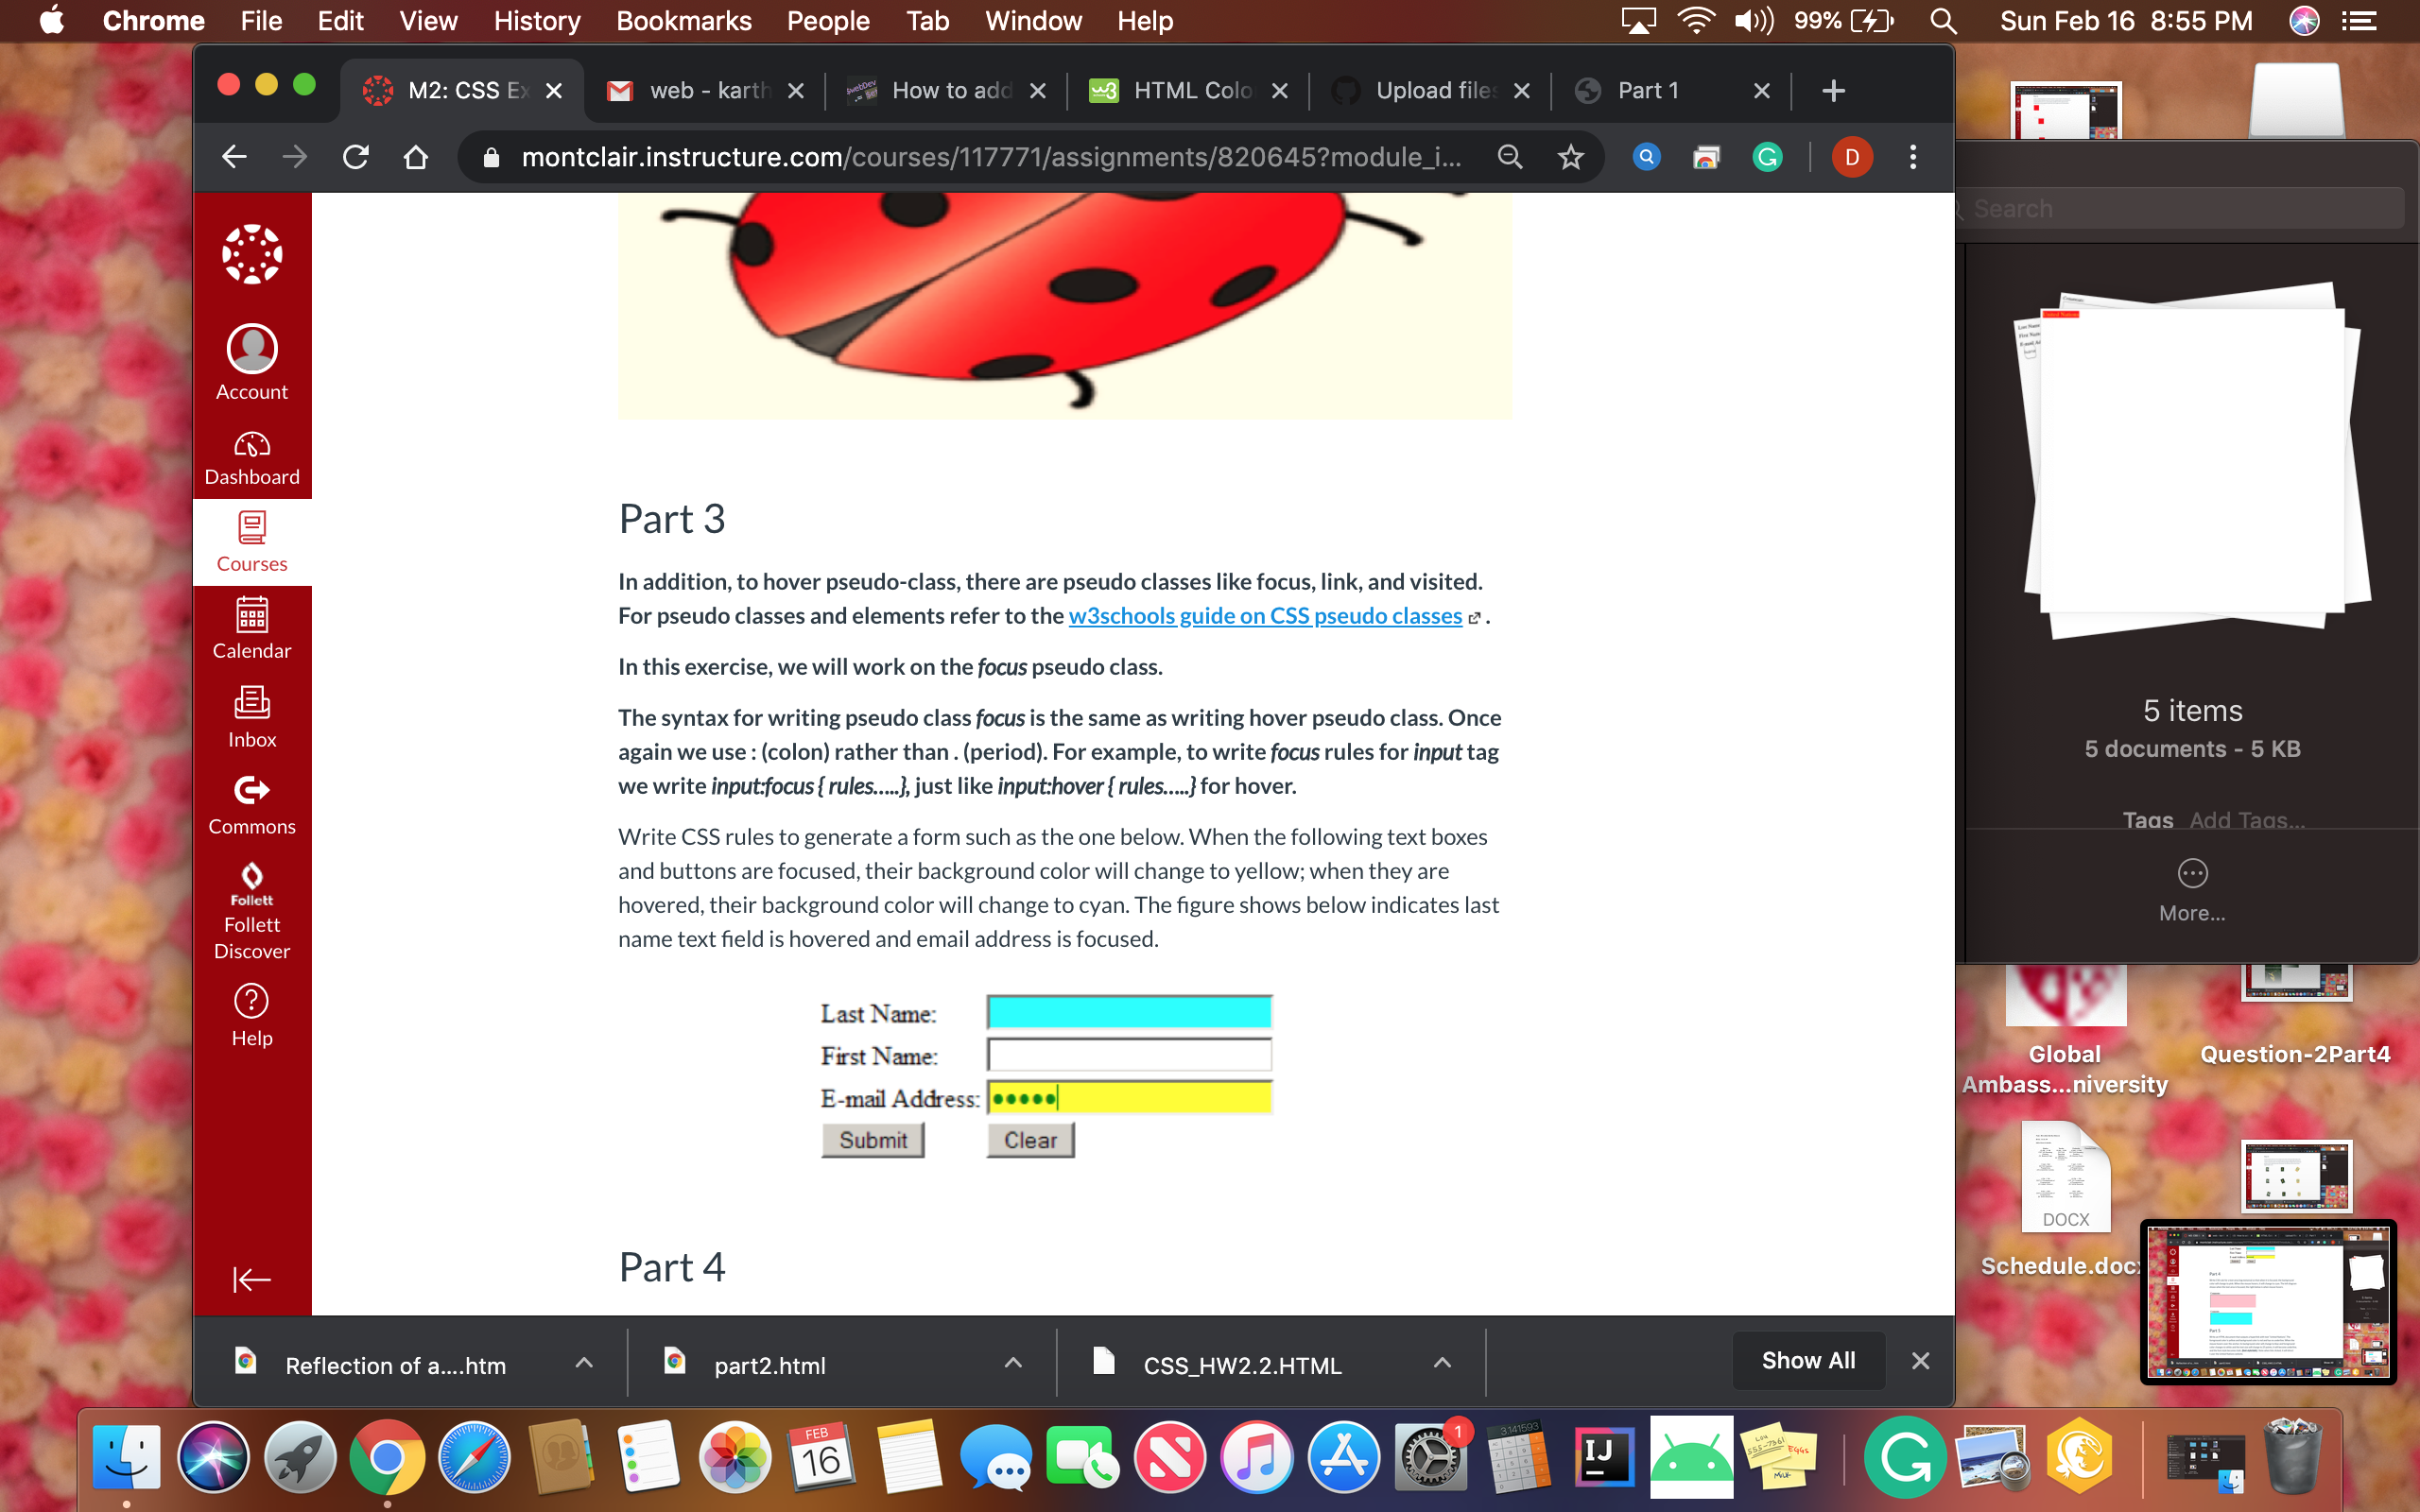 Chrome File Edit View History Bookmarks People Tab Window Help 99% Sun Feb 16 8:55 PM
M2: CSS Ex web - karth How to add HTML Colo Upload files Part 1
montclair.instructure.com/courses/117771/assignments/820645?module_i... D
Search
Account
Dashboard
Courses
Calendar
Inbox
Commons
Follett
Follett
Discover
Help
Part 3
In addition, to hover pseudo-class, there are pseudo classes like focus, link, and visited.
For pseudo classes and elements refer to the w3schools guide on CSS pseudo classes .
In this exercise, we will work on the focus pseudo class.
The syntax for writing pseudo class focus is the same as writing hover pseudo class. Once
again we use : (colon) rather than . (period). For example, to write focus rules for input tag
we write input:focus { rules.....}, just like input:hover { rules.....} for hover.
Write CSS rules to generate a form such as the one below. When the following text boxes
and buttons are focused, their background color will change to yellow; when they are
hovered, their background color will change to cyan. The figure shows below indicates last
name text field is hovered and email address is focused.
Last Name:
First Name:
E-mail Address: •••••
Submit Clear
Part 4
5 items
5 documents - 5 KB
Tags Add Tags...
More...
Global
Ambass...niversity
Question-2Part4
DOCX
Schedule.doc
Reflection of a....htm part2.html CSS_HW2.2.HTML Show All
FEB
16
1
3.141593
IJ
EGGS
MILK